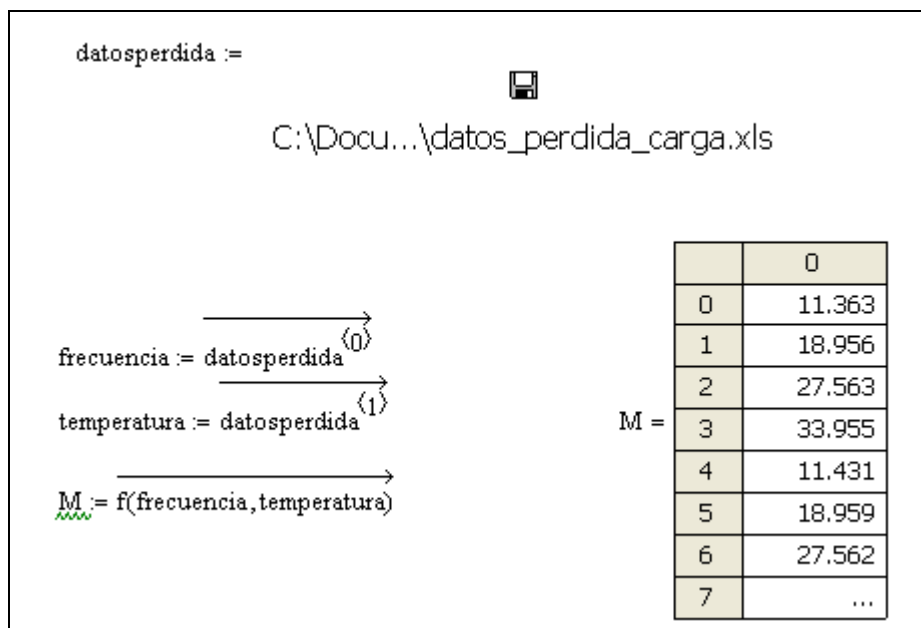 datosperdida :=
C:\Docu...\datos_perdida_carga.xls
frecuencia := datosperdida⟨0⟩
temperatura := datosperdida⟨1⟩
M := f(frecuencia,temperatura)
M =
0
0 11.363
1 18.956
2 27.563
3 33.955
4 11.431
5 18.959
6 27.562
7 ...